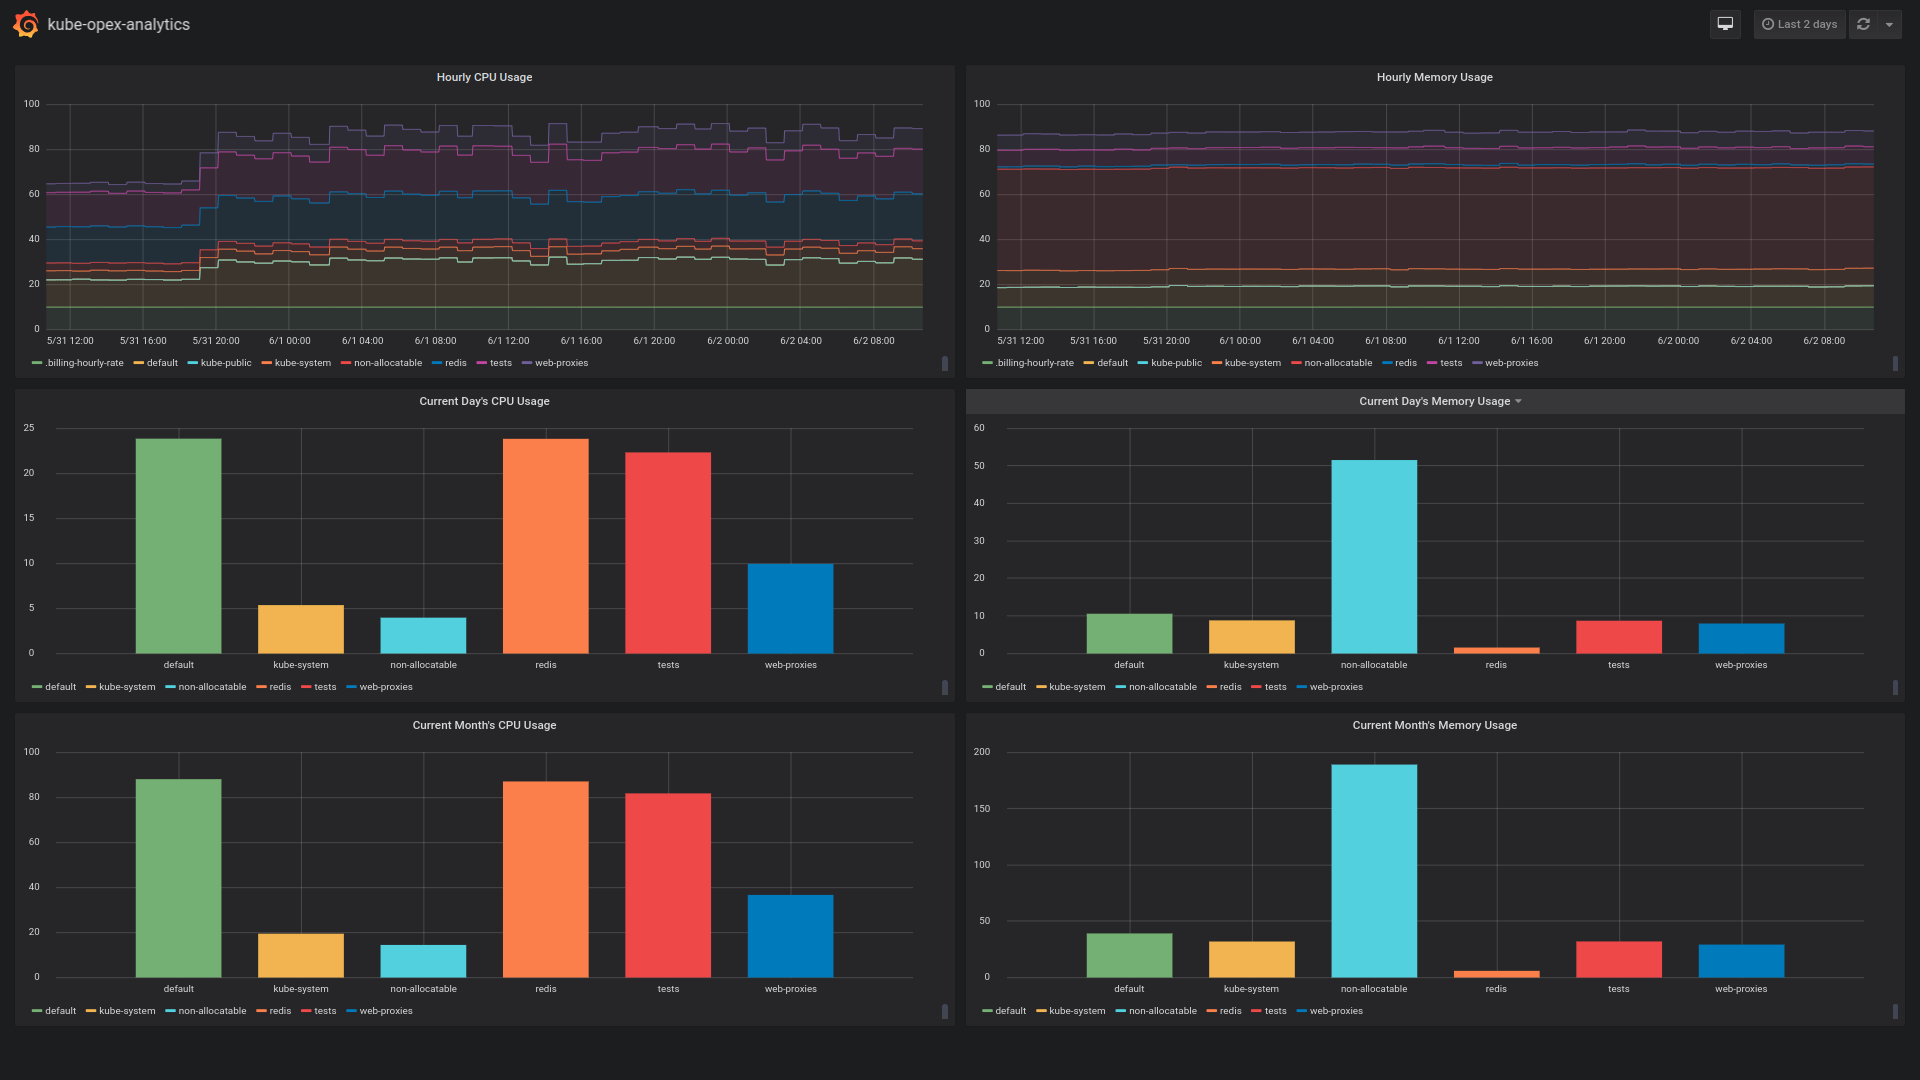 kube-opex-analytics
Last 2 days
Hourly CPU Usage
100
80
60
40
20
0
5/31 12:00 5/31 16:00 5/31 20:00 6/1 00:00 6/1 04:00 6/1 08:00 6/1 12:00 6/1 16:00 6/1 20:00 6/2 00:00 6/2 04:00 6/2 08:00
.billing-hourly-rate default kube-public kube-system non-allocatable redis tests web-proxies
Hourly Memory Usage
100
80
60
40
20
0
5/31 12:00 5/31 16:00 5/31 20:00 6/1 00:00 6/1 04:00 6/1 08:00 6/1 12:00 6/1 16:00 6/1 20:00 6/2 00:00 6/2 04:00 6/2 08:00
.billing-hourly-rate default kube-public kube-system non-allocatable redis tests web-proxies
Current Day's CPU Usage
25
20
15
10
5
0
default kube-system non-allocatable redis tests web-proxies
default kube-system non-allocatable redis tests web-proxies
Current Day's Memory Usage
60
50
40
30
20
10
0
default kube-system non-allocatable redis tests web-proxies
default kube-system non-allocatable redis tests web-proxies
Current Month's CPU Usage
100
80
60
40
20
0
default kube-system non-allocatable redis tests web-proxies
default kube-system non-allocatable redis tests web-proxies
Current Month's Memory Usage
200
150
100
50
0
default kube-system non-allocatable redis tests web-proxies
default kube-system non-allocatable redis tests web-proxies